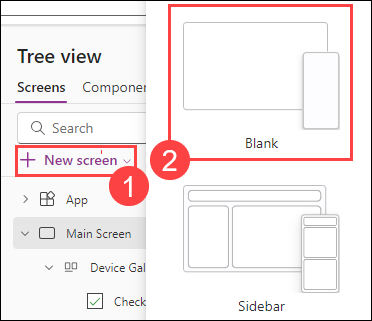 Tree view
Screens Componen
Search
New screen
1
2
App
Main Screen
Device Gal
Check
Blank
Sidebar